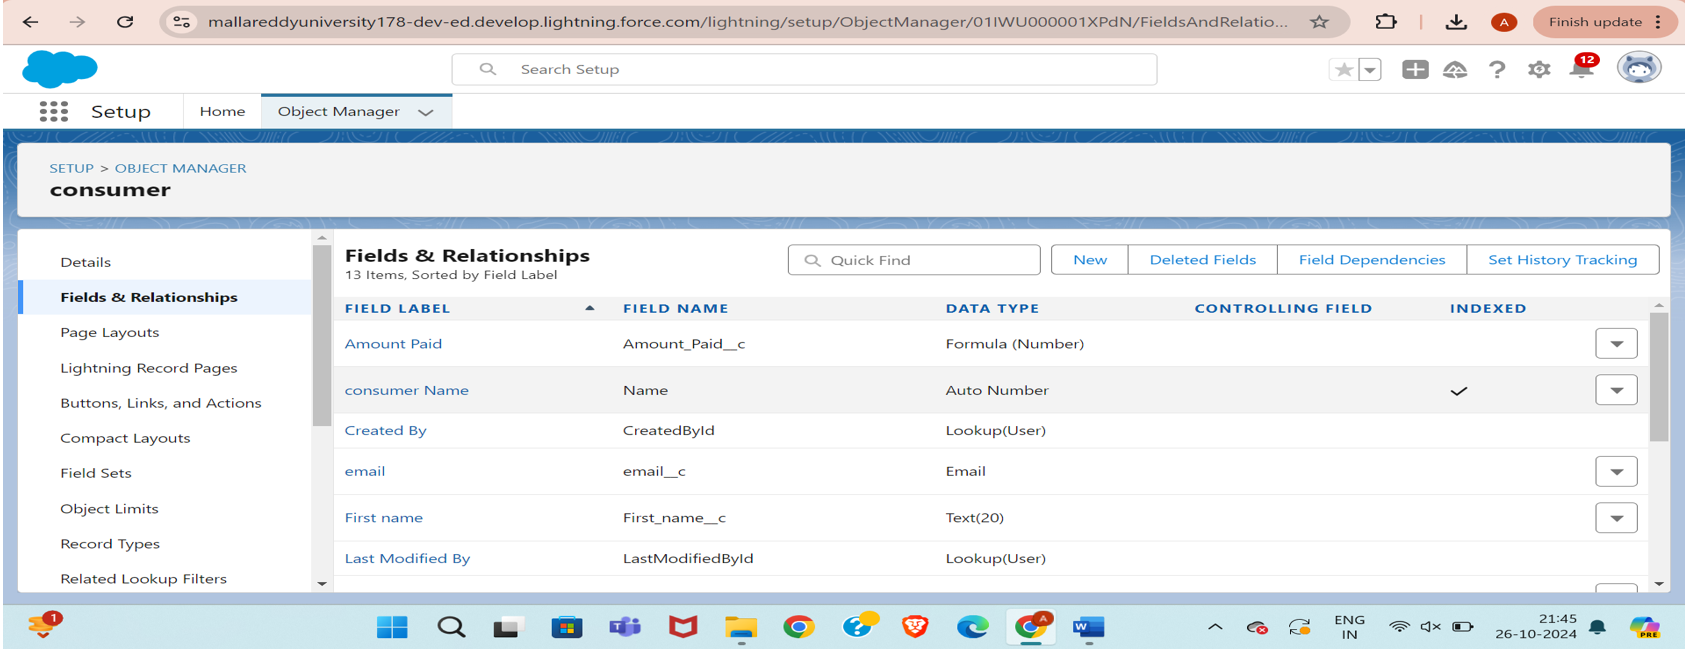 mallareddyuniversity178-dev-ed.develop.lightning.force.com/lightning/setup/ObjectManager/01IWU000001XPdN/FieldsAndRelatio...
A
Finish update
Search Setup
12
Setup
Home
Object Manager
SETUP > OBJECT MANAGER
consumer
Details
Fields & Relationships
Page Layouts
Lightning Record Pages
Buttons, Links, and Actions
Compact Layouts
Field Sets
Object Limits
Record Types
Related Lookup Filters
Fields & Relationships
13 Items, Sorted by Field Label
Quick Find
New
Deleted Fields
Field Dependencies
Set History Tracking
FIELD LABEL FIELD NAME DATA TYPE CONTROLLING FIELD INDEXED
Amount Paid Amount_Paid__c Formula (Number)
consumer Name Name Auto Number
Created By CreatedById Lookup(User)
email email__c Email
First name First_name__c Text(20)
Last Modified By LastModifiedById Lookup(User)
1
A
W
ENG
IN
21:45
26-10-2024
PRE